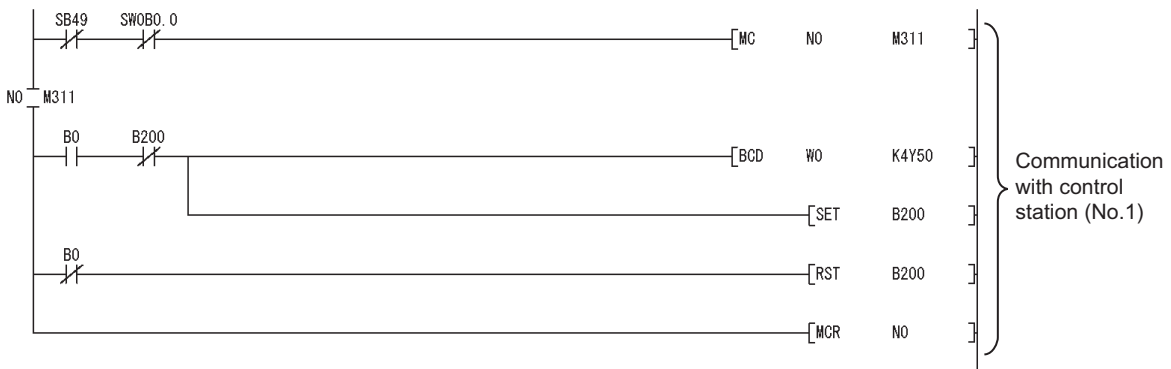 SB49 SW0B0.0
MC N0 M311
N0 M311
B0 B200
BCD W0 K4Y50
SET B200
B0
RST B200
MCR N0
Communication
with control
station (No.1)